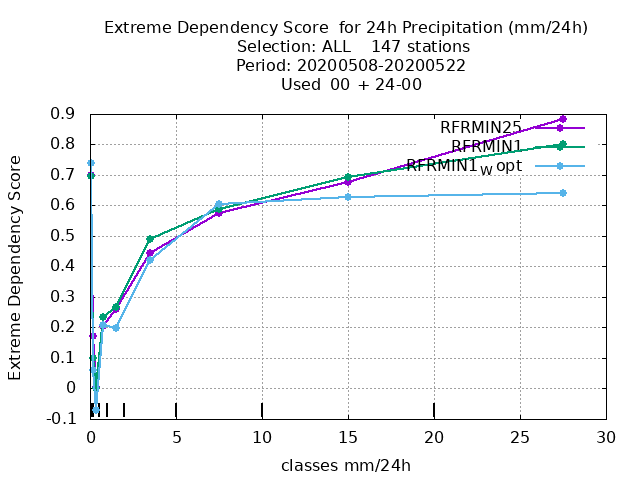 Extreme Dependency Score  for 24h Precipitation (mm/24h)
Selection: ALL    147 stations
Period: 20200508-20200522
Used  00 + 24-00
Extreme Dependency Score
0.9
0.8
0.7
0.6
0.5
0.4
0.3
0.2
0.1
0
-0.1
RFRMIN25
RFRMIN1
RFRMIN1Wopt
0 5 10 15 20 25 30
classes mm/24h